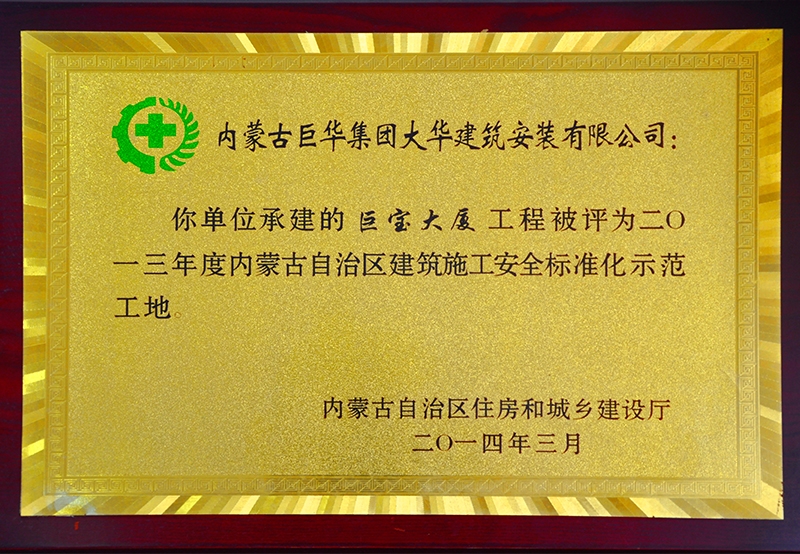 内蒙古巨华集团大华建筑安装有限公司：
你单位承建的 巨宝大厦 工程被评为二〇
一三年度内蒙古自治区建筑施工安全标准化示范
工地。
内蒙古自治区住房和城乡建设厅
二〇一四年三月